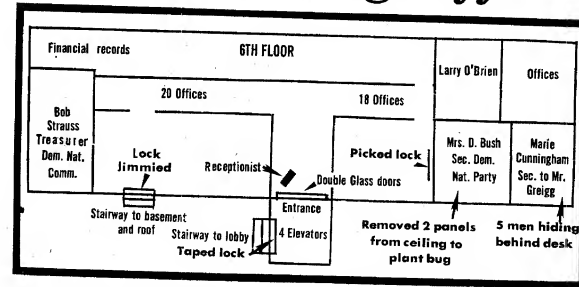 Financial records
6TH FLOOR
Larry O'Brien
Offices
20 Offices
18 Offices
Bob
Strauss
Treasurer
Dem. Nat.
Comm.
Lock
Jimmied
Receptionist
Double Glass doors
Picked lock
Mrs. D. Bush
Sec. Dem.
Nat. Party
Marie
Cunningham
Sec. to Mr.
Greigg
Stairway to basement
and roof
Entrance
Stairway to lobby
4 Elevators
Taped lock
Removed 2 panels
from ceiling to
plant bug
5 men hiding
behind desk